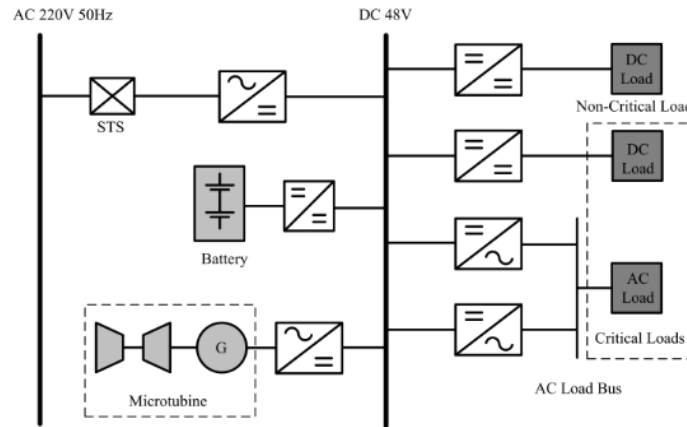 AC 220V 50Hz
DC 48V
STS
DC
Load
Non-Critical Load
DC
Load
Battery
AC
Load
Critical Loads
G
Microtubine
AC Load Bus